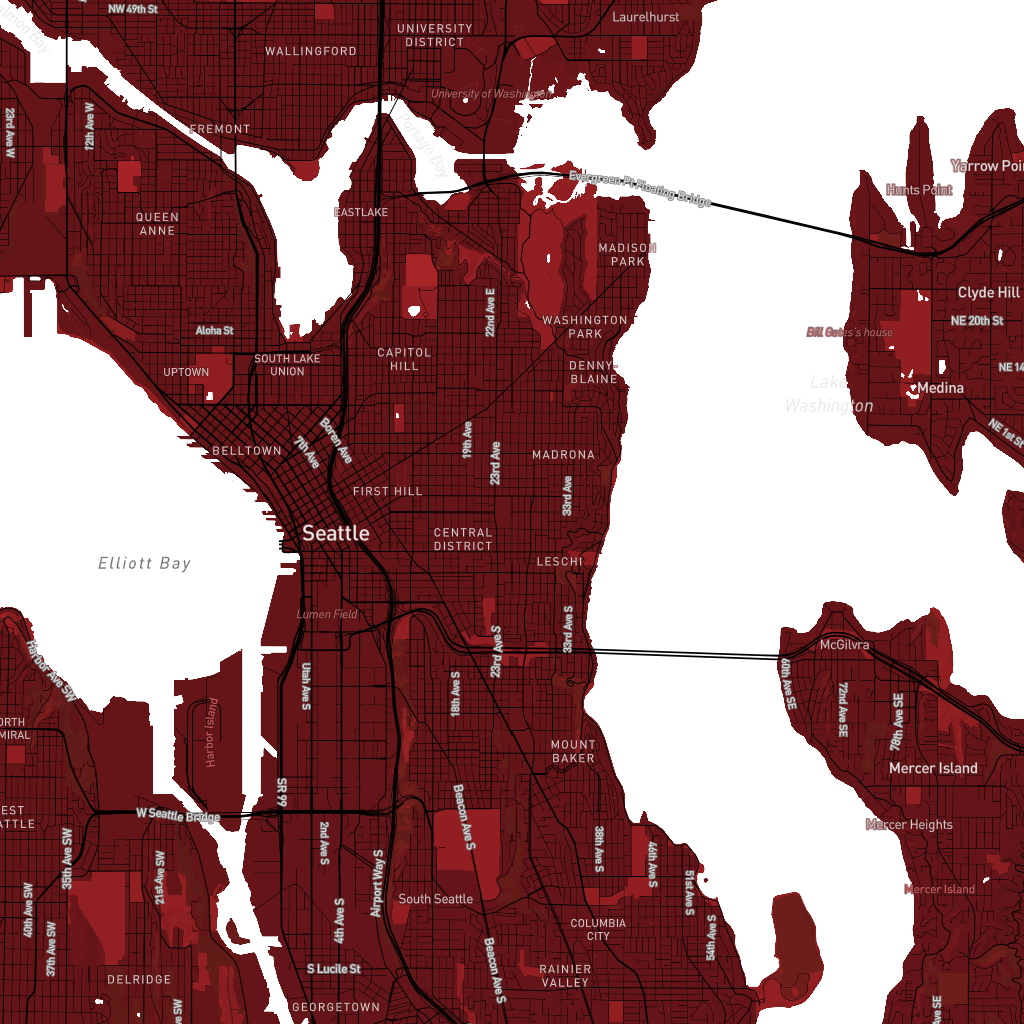 NW 49th St
Laurelhurst
UNIVERSITY
DISTRICT
WALLINGFORD
University of Washington
23rd Ave W
12th Ave W
FREMONT
Portage Bay
Evergreen Pt Floating Bridge
Hunts Point
QUEEN
ANNE
EASTLAKE
MADISON
PARK
Clyde Hill
22nd Ave E
WASHINGTON
PARK
NE 20th St
Aloha St
Bill Gates's house
CAPITOL
HILL
SOUTH LAKE
UNION
UPTOWN
DENNY-
BLAINE
Medina
Lake
Washington
BELLTOWN
7th Ave
Boren Ave
19th Ave
23rd Ave
MADRONA
NE 1st St
FIRST HILL
33rd Ave
Seattle
CENTRAL
DISTRICT
Elliott Bay
LESCHI
Lumen Field
33rd Ave S
23rd Ave S
McGilvra
Harbor Ave SW
Utah Ave S
18th Ave S
60th Ave SE
72nd Ave SE
78th Ave SE
Harbor Island
MOUNT
BAKER
Mercer Island
SR 99
W Seattle Bridge
Beacon Ave S
Mercer Heights
35th Ave SW
21st Ave SW
2nd Ave S
38th Ave S
46th Ave S
Airport Way S
51st Ave S
Mercer Island
40th Ave SW
37th Ave SW
4th Ave S
South Seattle
COLUMBIA
CITY
54th Ave S
S Lucile St
Beacon Ave S
RAINIER
VALLEY
DELRIDGE
GEORGETOWN